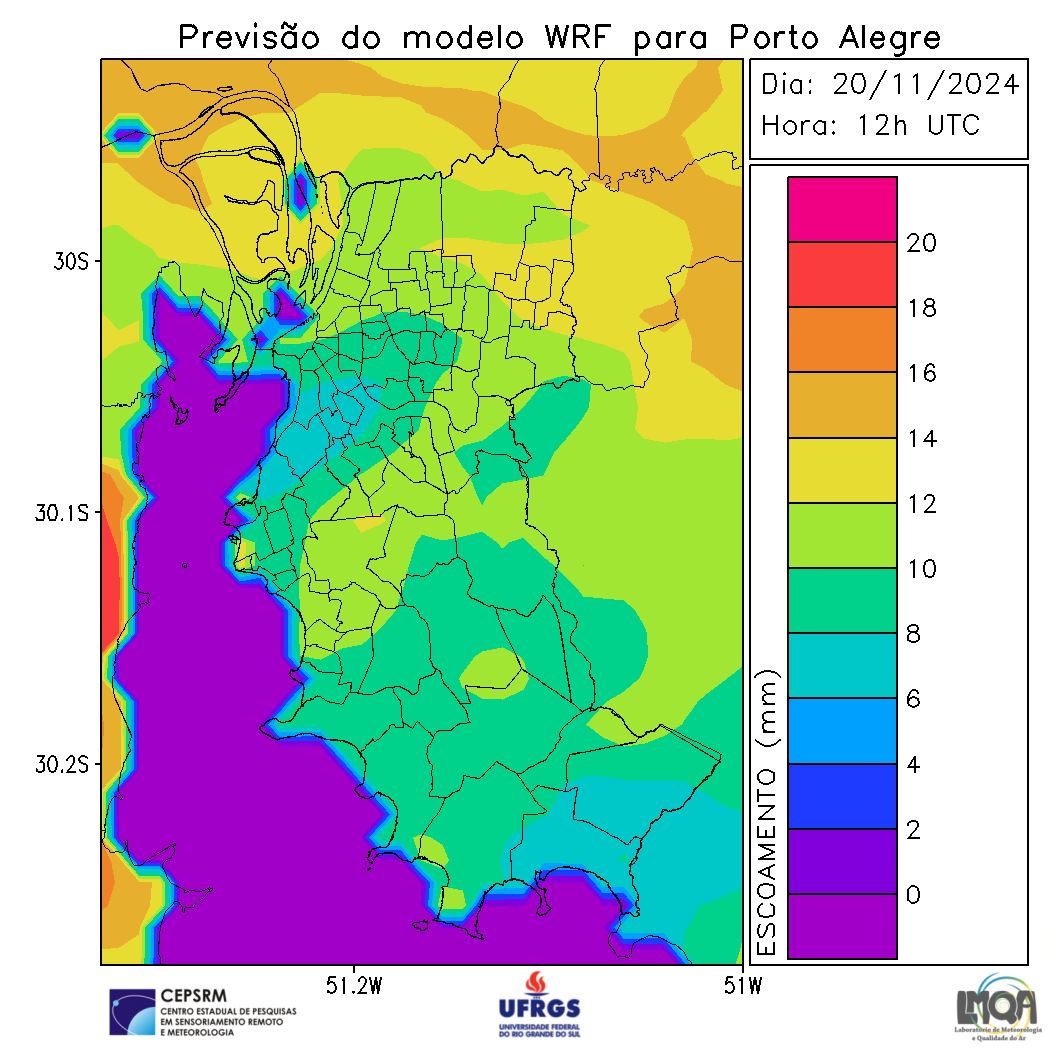 Previsão do modelo WRF para Porto Alegre
Dia: 20/11/2024
Hora: 12h UTC
20
18
16
14
12
10
8
6
4
2
0
ESCOAMENTO (mm)
30S
30.1S
30.2S
51.2W
51W
CEPSRM
CENTRO ESTADUAL DE PESQUISAS
EM SENSORIAMENTO REMOTO
E METEOROLOGIA
UFRGS
UNIVERSIDADE FEDERAL
DO RIO GRANDE DO SUL
LMQA
Laboratório de Meteorologia
e Qualidade do Ar